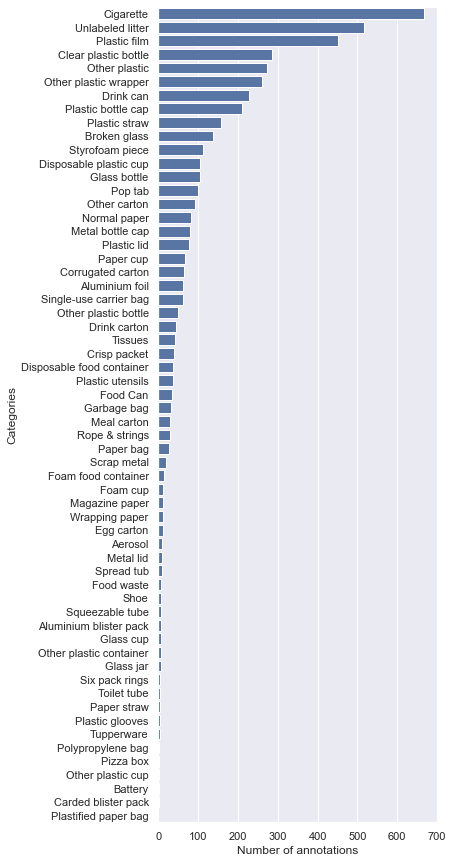 Cigarette
Unlabeled litter
Plastic film
Clear plastic bottle
Other plastic
Other plastic wrapper
Drink can
Plastic bottle cap
Plastic straw
Broken glass
Styrofoam piece
Disposable plastic cup
Glass bottle
Pop tab
Other carton
Normal paper
Metal bottle cap
Plastic lid
Paper cup
Corrugated carton
Aluminium foil
Single-use carrier bag
Other plastic bottle
Drink carton
Tissues
Crisp packet
Disposable food container
Plastic utensils
Food Can
Garbage bag
Meal carton
Rope & strings
Paper bag
Scrap metal
Foam food container
Foam cup
Magazine paper
Wrapping paper
Egg carton
Aerosol
Metal lid
Spread tub
Food waste
Shoe
Squeezable tube
Aluminium blister pack
Glass cup
Other plastic container
Glass jar
Six pack rings
Toilet tube
Paper straw
Plastic glooves
Tupperware
Polypropylene bag
Pizza box
Other plastic cup
Battery
Carded blister pack
Plastified paper bag
Categories
0 100 200 300 400 500 600 700
Number of annotations